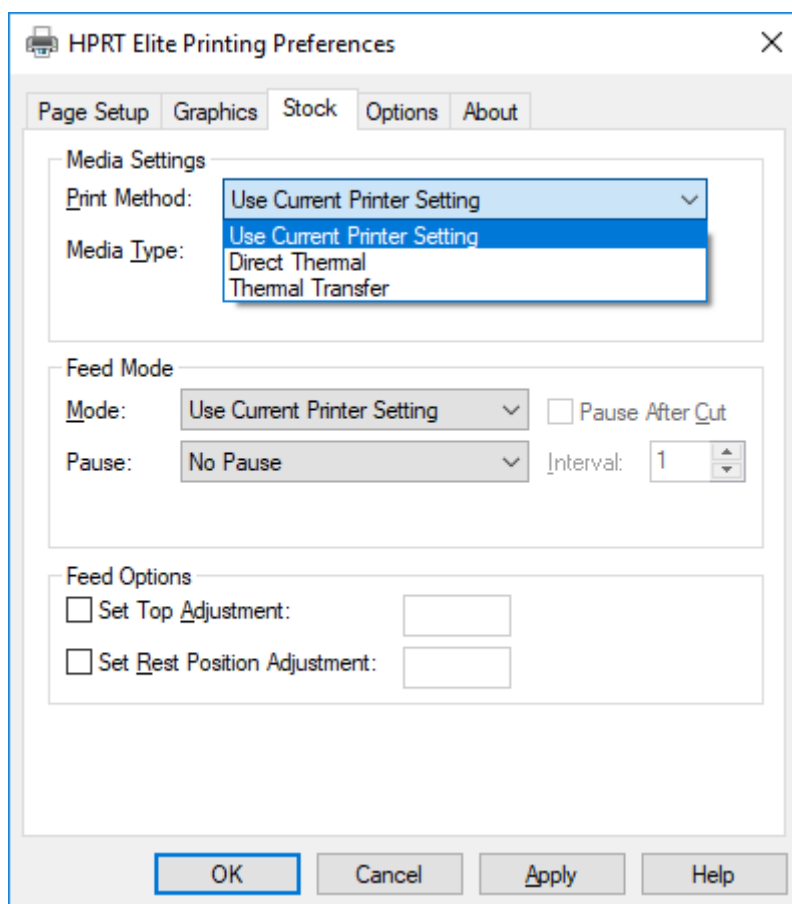 HPRT Elite Printing Preferences
Page Setup Graphics Stock Options About
Media Settings
Print Method: Use Current Printer Setting
Use Current Printer Setting
Media Type:
Direct Thermal
Thermal Transfer
Feed Mode
Mode: Use Current Printer Setting Pause After Cut
Pause: No Pause Interval: 1
Feed Options
Set Top Adjustment:
Set Rest Position Adjustment:
OK Cancel Apply Help